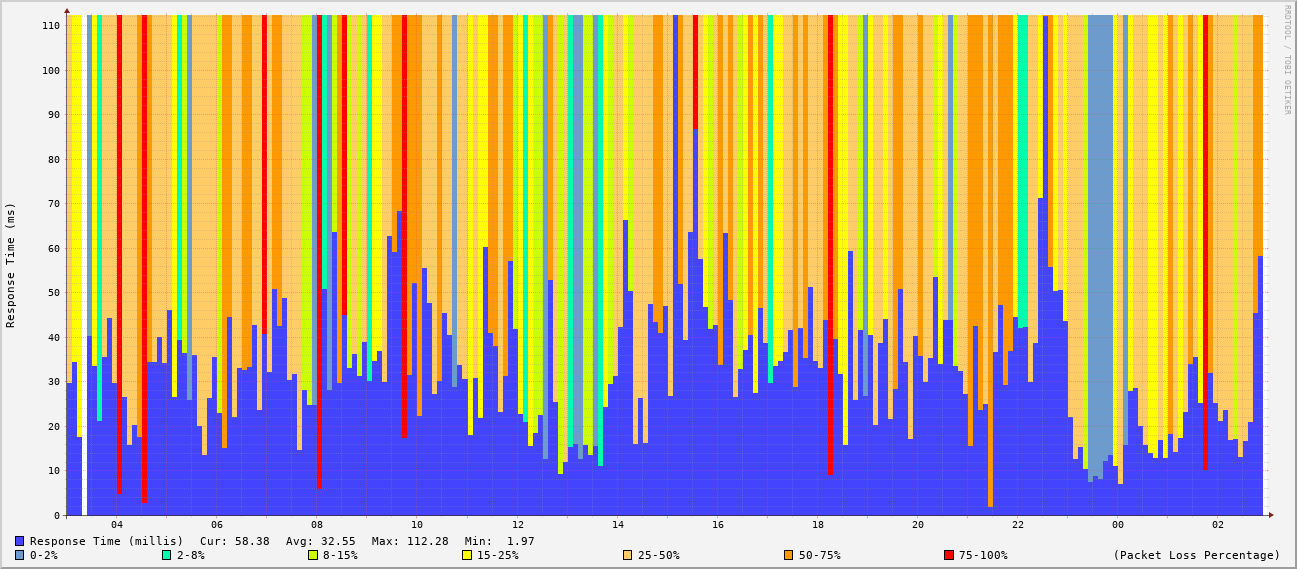 RRDTOOL / TOBI OETIKER
Response Time (ms)
110
100
90
80
70
60
50
40
30
20
10
0
04 06 08 10 12 14 16 18 20 22 00 02
Response Time (millis) Cur: 58.38 Avg: 32.55 Max: 112.28 Min: 1.97
0-2% 2-8% 8-15% 15-25% 25-50% 50-75% 75-100% (Packet Loss Percentage)